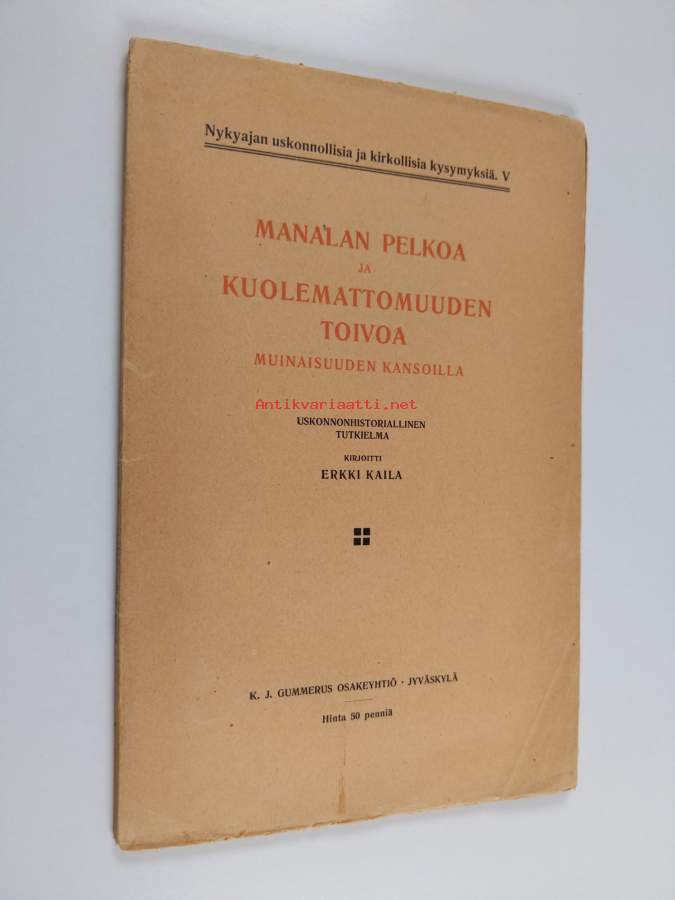 Nykyajan uskonnollisia ja kirkollisia kysymyksiä. V
MANALAN PELKOA
JA
KUOLEMATTOMUUDEN
TOIVOA
MUINAISUUDEN KANSOILLA
Antikvariaatti.net
USKONNONHISTORIALLINEN
TUTKIELMA
KIRJOITTI
ERKKI KAILA
K. J. GUMMERUS OSAKEYHTIÖ · JYVÄSKYLÄ
Hinta 50 penniä